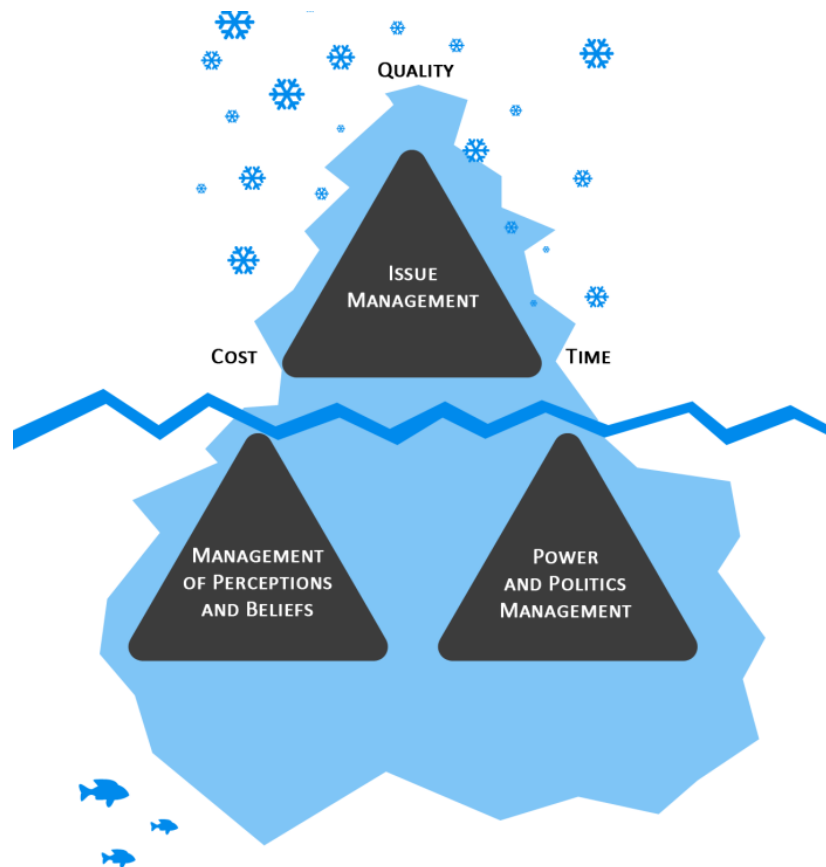 QUALITY
ISSUE
MANAGEMENT
COST
TIME
MANAGEMENT
OF PERCEPTIONS
AND BELIEFS
POWER
AND POLITICS
MANAGEMENT